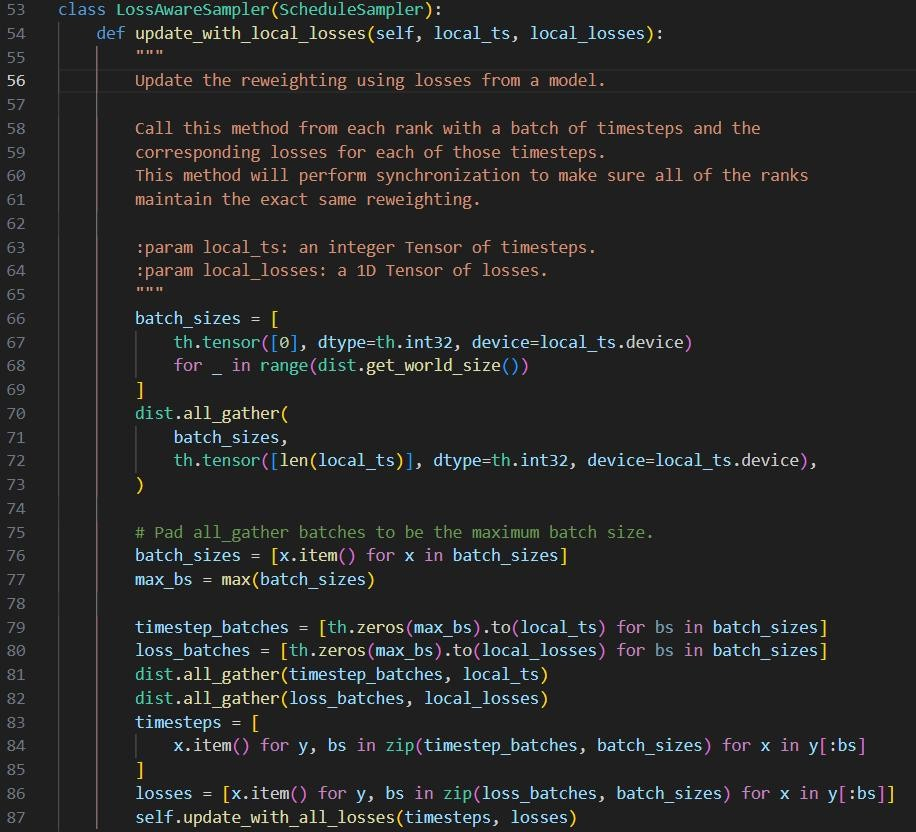 53 class LossAwareSampler(ScheduleSampler):
54     def update_with_local_losses(self, local_ts, local_losses):
55         """
56         Update the reweighting using losses from a model.
57
58         Call this method from each rank with a batch of timesteps and the
59         corresponding losses for each of those timesteps.
60         This method will perform synchronization to make sure all of the ranks
61         maintain the exact same reweighting.
62
63         :param local_ts: an integer Tensor of timesteps.
64         :param local_losses: a 1D Tensor of losses.
65         """
66         batch_sizes = [
67             th.tensor([0], dtype=th.int32, device=local_ts.device)
68             for _ in range(dist.get_world_size())
69         ]
70         dist.all_gather(
71             batch_sizes,
72             th.tensor([len(local_ts)], dtype=th.int32, device=local_ts.device),
73         )
74
75         # Pad all_gather batches to be the maximum batch size.
76         batch_sizes = [x.item() for x in batch_sizes]
77         max_bs = max(batch_sizes)
78
79         timestep_batches = [th.zeros(max_bs).to(local_ts) for bs in batch_sizes]
80         loss_batches = [th.zeros(max_bs).to(local_losses) for bs in batch_sizes]
81         dist.all_gather(timestep_batches, local_ts)
82         dist.all_gather(loss_batches, local_losses)
83         timesteps = [
84             x.item() for y, bs in zip(timestep_batches, batch_sizes) for x in y[:bs]
85         ]
86         losses = [x.item() for y, bs in zip(loss_batches, batch_sizes) for x in y[:bs]]
87         self.update_with_all_losses(timesteps, losses)